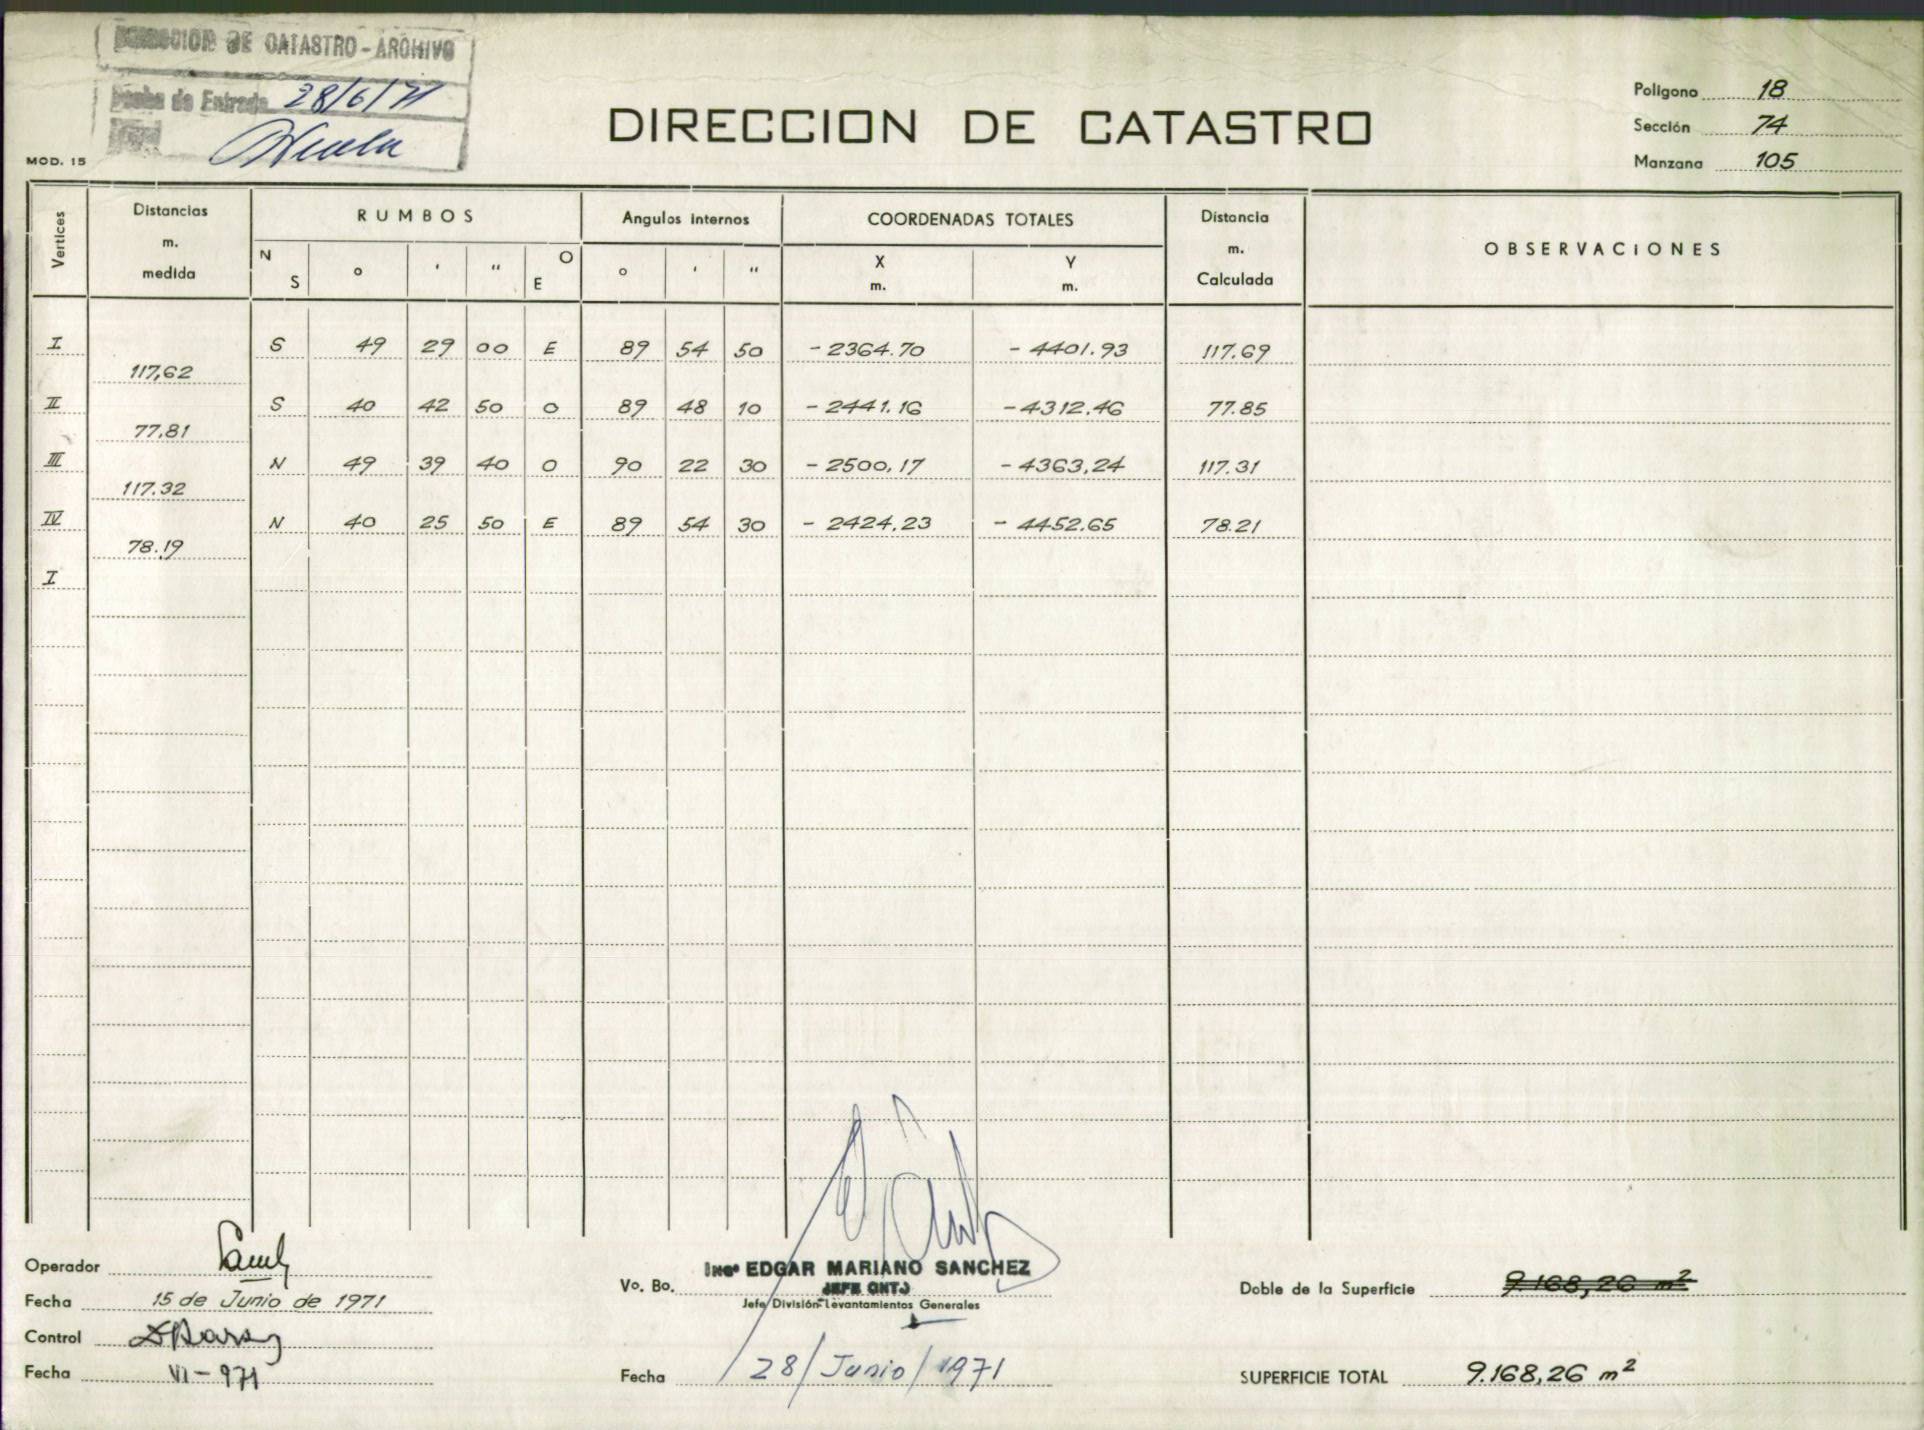 DIRECCION DE CATASTRO - ARCHIVO
Fecha de Entrada 28/6/71
MOD. 15
DIRECCION DE CATASTRO
Poligono 18
Sección 74
Manzana 105
Vertices
Distancias m. medida
RUMBOS
Angulos internos
COORDENADAS TOTALES
Distancia m. Calculada
OBSERVACIONES
N S ° ' " O E ° ' " X m. Y m.
I S 49 29 00 E 89 54 50 - 2364.70 - 4401.93 117.69
117,62
II S 40 42 50 O 89 48 10 - 2441.16 - 4312.46 77.85
77,81
III N 49 39 40 O 90 22 30 - 2500,17 - 4363,24 117.31
117.32
IV N 40 25 50 E 89 54 30 - 2424.23 - 4452.65 78.21
78.19
I
Operador
Fecha 15 de Junio de 1971
Control
Fecha VI - 971
Vo. Bo. Ing° EDGAR MARIANO SANCHEZ
Jefe División Levantamientos Generales
Fecha 28/Junio/1971
Doble de la Superficie 9.168,26 m²
SUPERFICIE TOTAL 9.168,26 m²